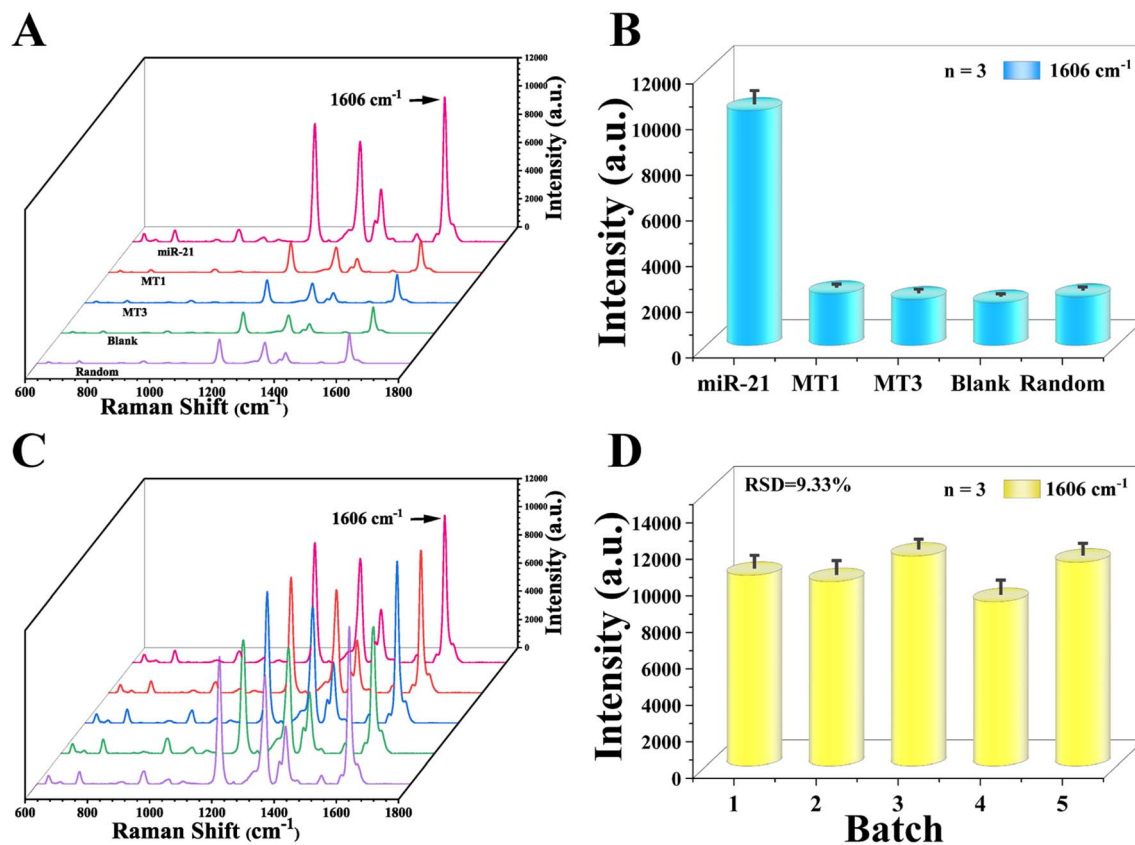 A
12000
10000
8000
6000
4000
2000
0
Intensity (a.u.)
1606 cm⁻¹
miR-21
MT1
MT3
Blank
Random
600 800 1000 1200 1400 1600 1800
Raman Shift (cm⁻¹)
B
n = 3 1606 cm⁻¹
12000
10000
8000
6000
4000
2000
0
Intensity (a.u.)
miR-21 MT1 MT3 Blank Random
C
12000
10000
8000
6000
4000
2000
0
Intensity (a.u.)
1606 cm⁻¹
600 800 1000 1200 1400 1600 1800
Raman Shift (cm⁻¹)
D
RSD=9.33% n = 3 1606 cm⁻¹
14000
12000
10000
8000
6000
4000
2000
0
Intensity (a.u.)
1 2 3 4 5
Batch